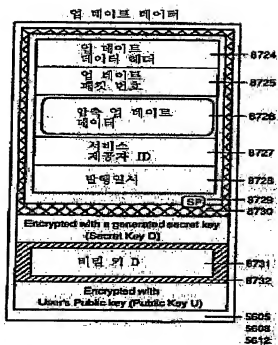 업 데이트 데이터
업 데이트
데이터 헤더
8724
업 데이트
패킷 번호
8725
압축 업 데이트
데이터
8726
서비스
제공자 ID
8727
발행일시
8728
SP
8729
8730
Encrypted with a generated secret key
(Secret Key D)
비밀 키 D
8731
8732
Encrypted with
User's Public key (Public Key U)
5605
5608
5612